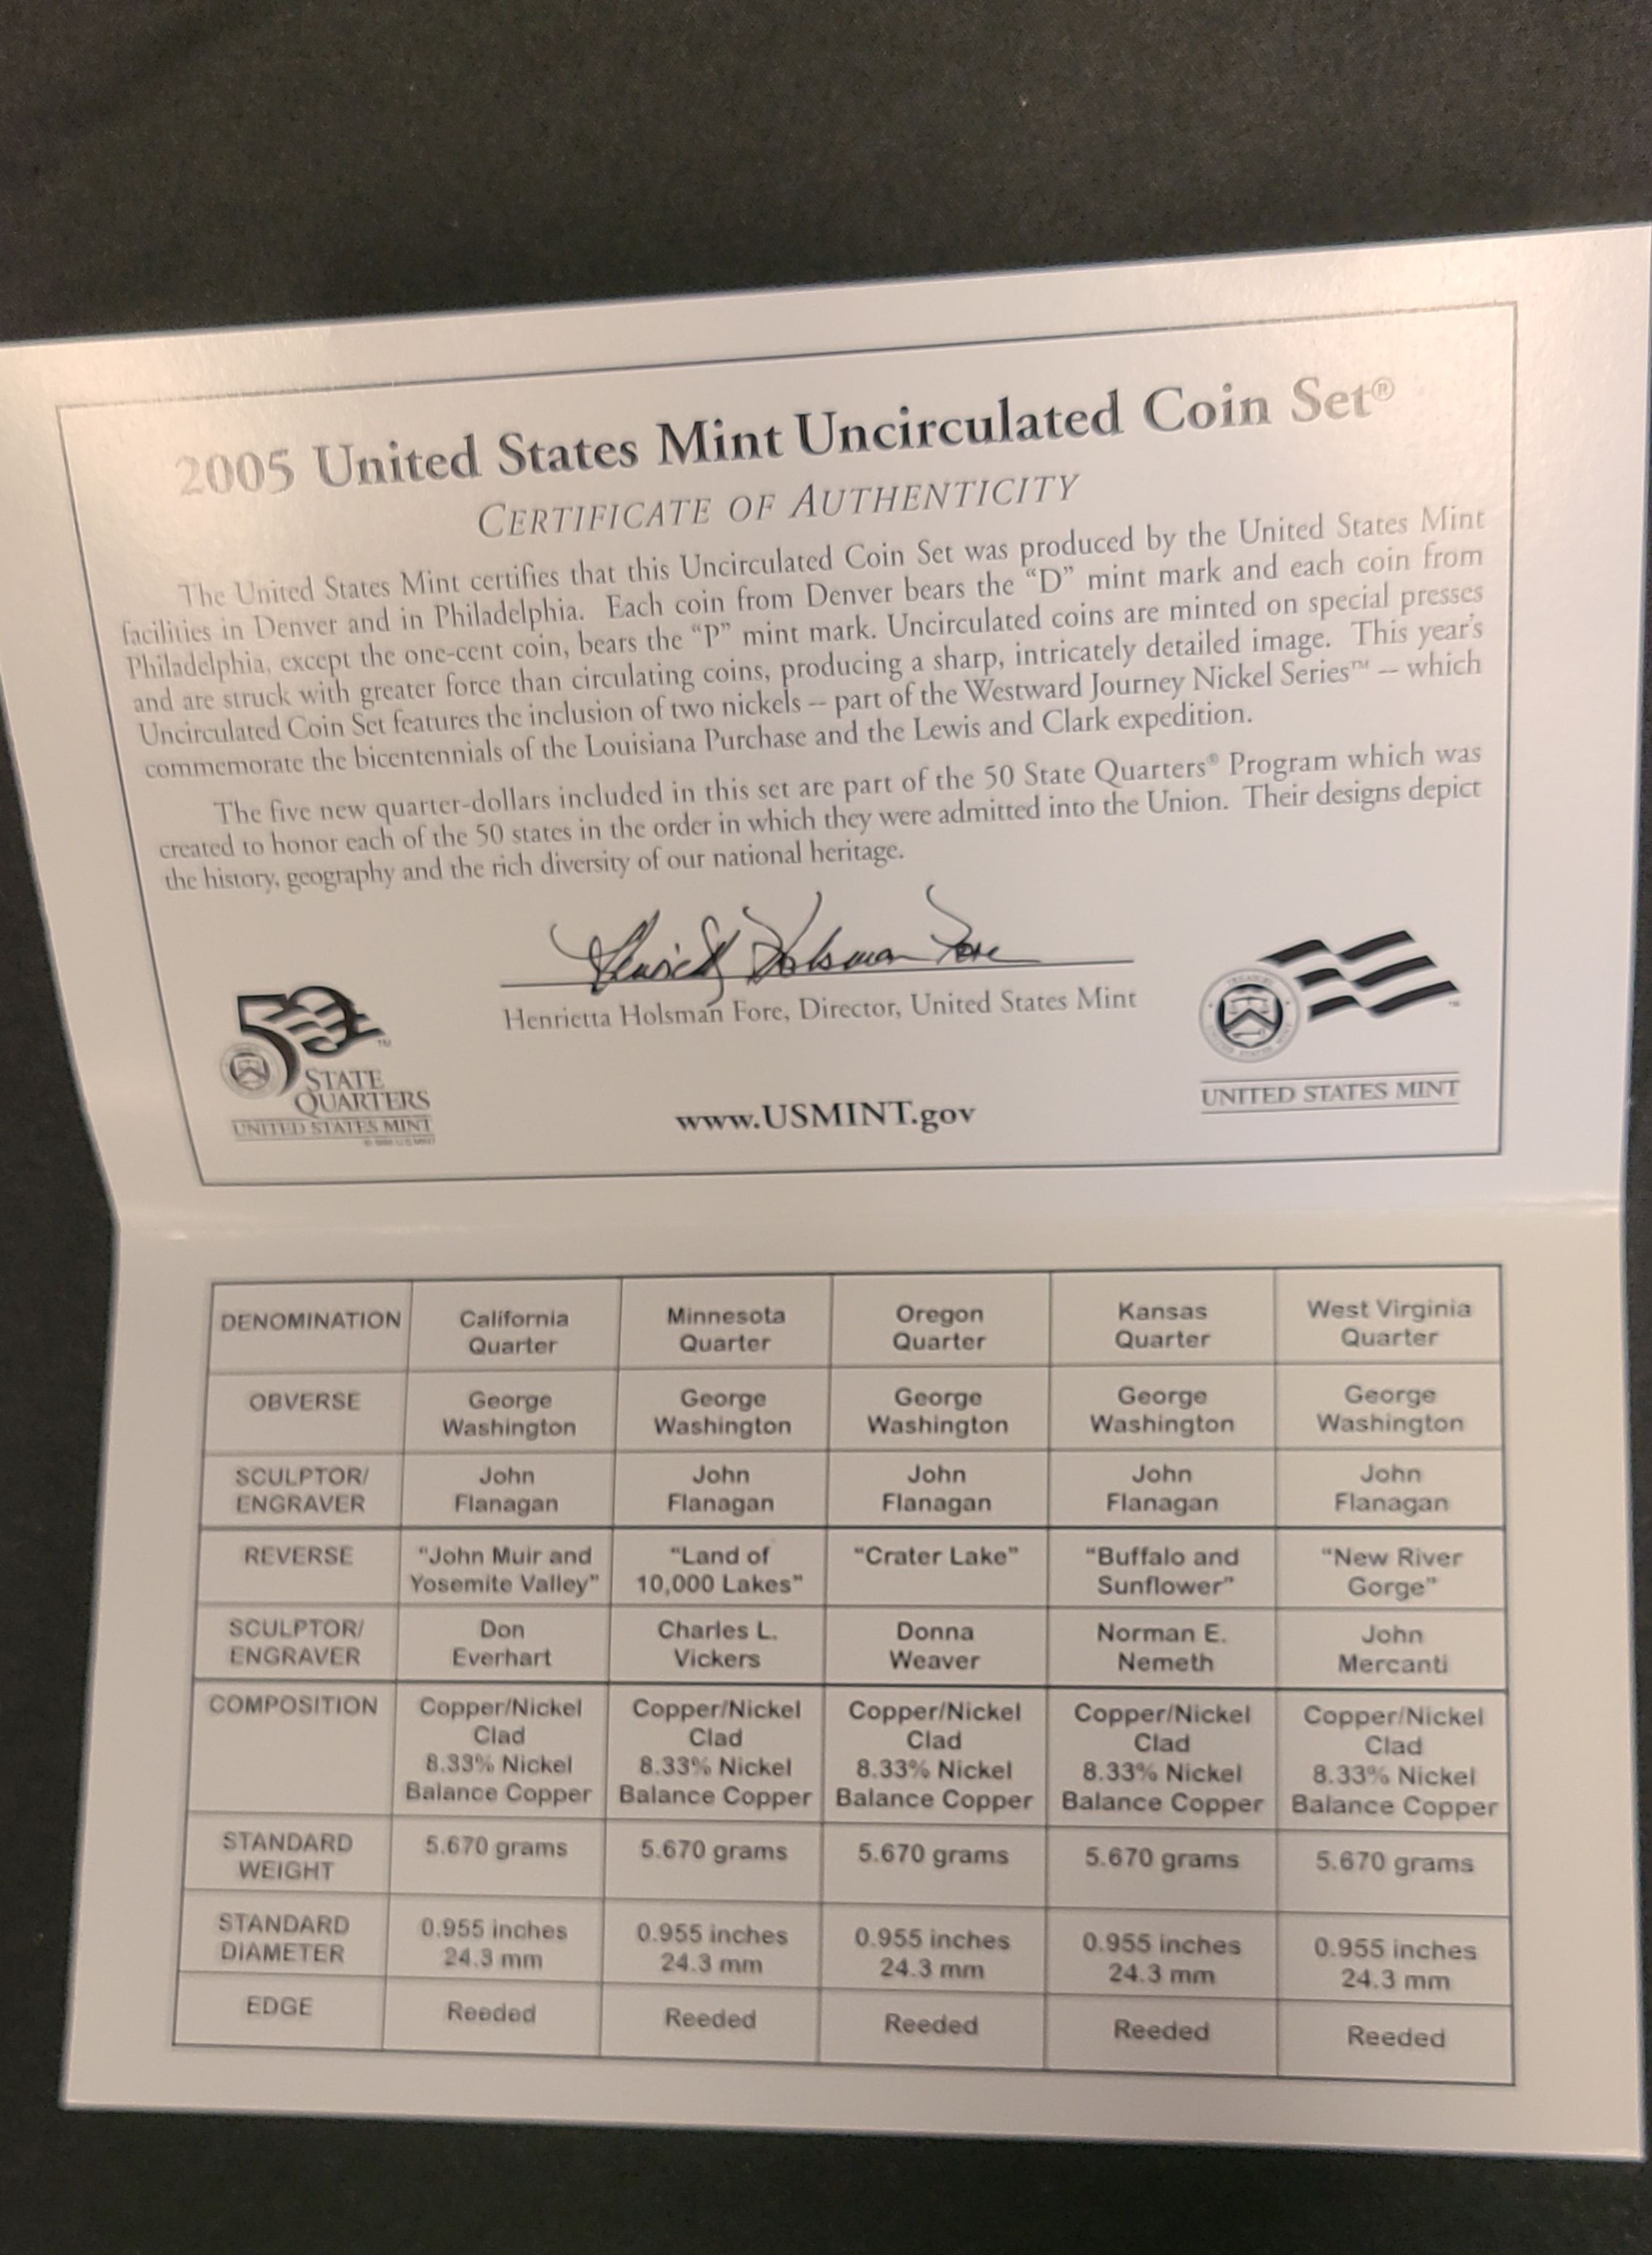 2005 United States Mint Uncirculated Coin Set®
CERTIFICATE OF AUTHENTICITY
The United States Mint certifies that this Uncirculated Coin Set was produced by the United States Mint
facilities in Denver and in Philadelphia. Each coin from Denver bears the “D” mint mark and each coin from
Philadelphia, except the one-cent coin, bears the “P” mint mark. Uncirculated coins are minted on special presses
and are struck with greater force than circulating coins, producing a sharp, intricately detailed image. This year's
Uncirculated Coin Set features the inclusion of two nickels -- part of the Westward Journey Nickel Series™ -- which
commemorate the bicentennials of the Louisiana Purchase and the Lewis and Clark expedition.
The five new quarter-dollars included in this set are part of the 50 State Quarters® Program which was
created to honor each of the 50 states in the order in which they were admitted into the Union. Their designs depict
the history, geography and the rich diversity of our national heritage.
Henrietta Holsman Fore
Henrietta Holsman Fore, Director, United States Mint
50™
STATE
QUARTERS
UNITED STATES MINT
www.USMINT.gov
UNITED STATES MINT
DENOMINATION California Quarter Minnesota Quarter Oregon Quarter Kansas Quarter West Virginia Quarter
OBVERSE George Washington George Washington George Washington George Washington George Washington
SCULPTOR/ ENGRAVER John Flanagan John Flanagan John Flanagan John Flanagan John Flanagan
REVERSE “John Muir and Yosemite Valley” “Land of 10,000 Lakes” “Crater Lake” “Buffalo and Sunflower” “New River Gorge”
SCULPTOR/ ENGRAVER Don Everhart Charles L. Vickers Donna Weaver Norman E. Nemeth John Mercanti
COMPOSITION Copper/Nickel Clad 8.33% Nickel Balance Copper Copper/Nickel Clad 8.33% Nickel Balance Copper Copper/Nickel Clad 8.33% Nickel Balance Copper Copper/Nickel Clad 8.33% Nickel Balance Copper Copper/Nickel Clad 8.33% Nickel Balance Copper
STANDARD WEIGHT 5.670 grams 5.670 grams 5.670 grams 5.670 grams 5.670 grams
STANDARD DIAMETER 0.955 inches 24.3 mm 0.955 inches 24.3 mm 0.955 inches 24.3 mm 0.955 inches 24.3 mm 0.955 inches 24.3 mm
EDGE Reeded Reeded Reeded Reeded Reeded